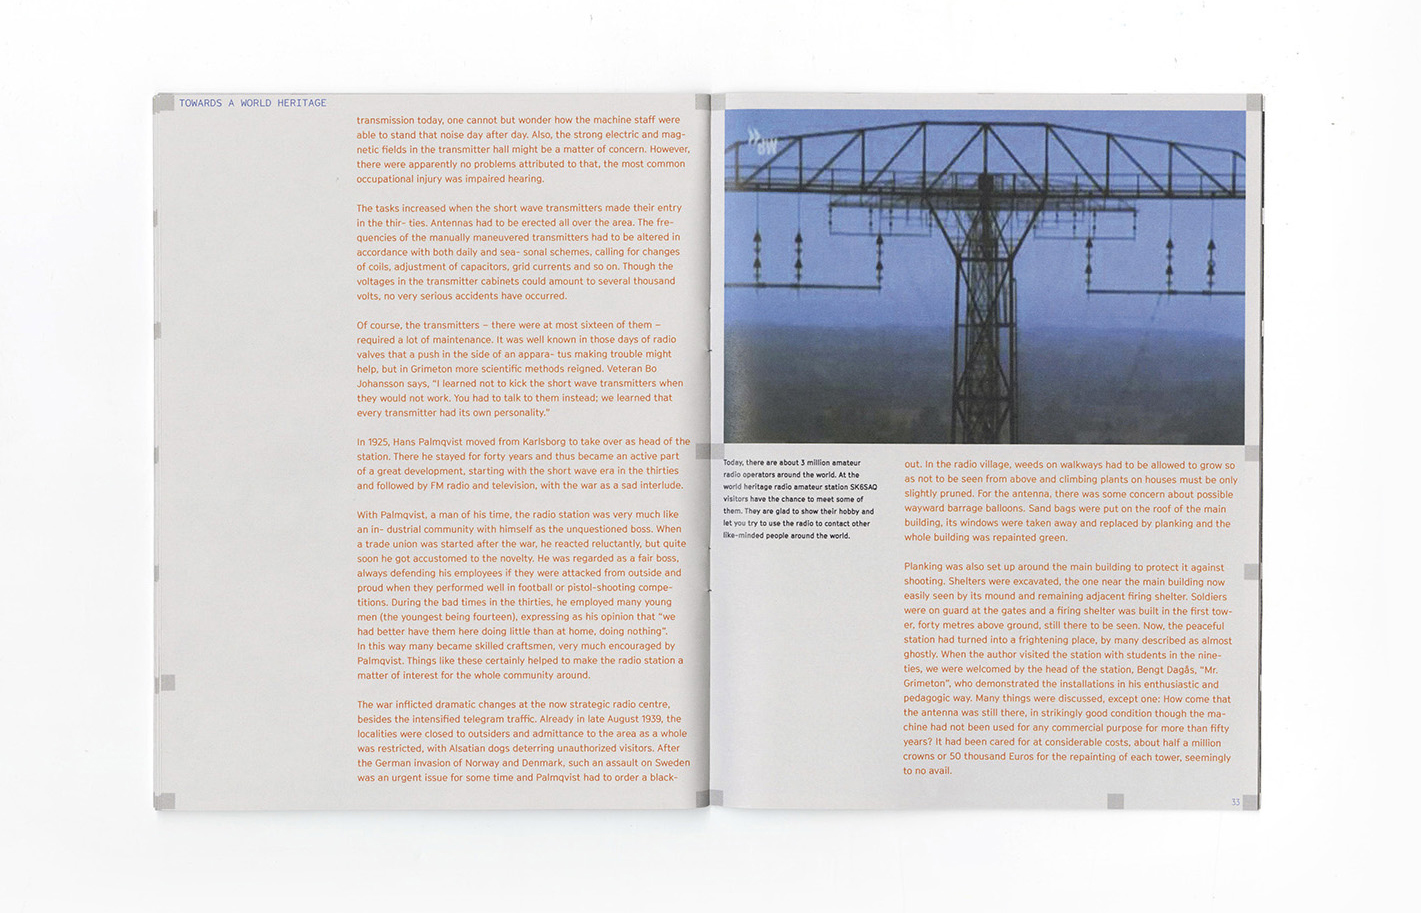 TOWARDS A WORLD HERITAGE
transmission today, one cannot but wonder how the machine staff were
able to stand that noise day after day. Also, the strong electric and mag-
netic fields in the transmitter hall might be a matter of concern. However,
there were apparently no problems attributed to that, the most common
occupational injury was impaired hearing.
The tasks increased when the short wave transmitters made their entry
in the thir- ties. Antennas had to be erected all over the area. The fre-
quencies of the manually maneuvered transmitters had to be altered in
accordance with both daily and sea- sonal schemes, calling for changes
of coils, adjustment of capacitors, grid currents and so on. Though the
voltages in the transmitter cabinets could amount to several thousand
volts, no very serious accidents have occurred.
Of course, the transmitters – there were at most sixteen of them –
required a lot of maintenance. It was well known in those days of radio
valves that a push in the side of an appara- tus making trouble might
help, but in Grimeton more scientific methods reigned. Veteran Bo
Johansson says, "I learned not to kick the short wave transmitters when
they would not work. You had to talk to them instead; we learned that
every transmitter had its own personality."
In 1925, Hans Palmqvist moved from Karlsborg to take over as head of the
station. There he stayed for forty years and thus became an active part
of a great development, starting with the short wave era in the thirties
and followed by FM radio and television, with the war as a sad interlude.
With Palmqvist, a man of his time, the radio station was very much like
an in- dustrial community with himself as the unquestioned boss. When
a trade union was started after the war, he reacted reluctantly, but quite
soon he got accustomed to the novelty. He was regarded as a fair boss,
always defending his employees if they were attacked from outside and
proud when they performed well in football or pistol-shooting compe-
titions. During the bad times in the thirties, he employed many young
men (the youngest being fourteen), expressing as his opinion that "we
had better have them here doing little than at home, doing nothing".
In this way many became skilled craftsmen, very much encouraged by
Palmqvist. Things like these certainly helped to make the radio station a
matter of interest for the whole community around.
The war inflicted dramatic changes at the now strategic radio centre,
besides the intensified telegram traffic. Already in late August 1939, the
localities were closed to outsiders and admittance to the area as a whole
was restricted, with Alsatian dogs deterring unauthorized visitors. After
the German invasion of Norway and Denmark, such an assault on Sweden
was an urgent issue for some time and Palmqvist had to order a black-
Today, there are about 3 million amateur
radio operators around the world. At the
world heritage radio amateur station SK6SAQ
visitors have the chance to meet some of
them. They are glad to show their hobby and
let you try to use the radio to contact other
like-minded people around the world.
out. In the radio village, weeds on walkways had to be allowed to grow so
as not to be seen from above and climbing plants on houses must be only
slightly pruned. For the antenna, there was some concern about possible
wayward barrage balloons. Sand bags were put on the roof of the main
building, its windows were taken away and replaced by planking and the
whole building was repainted green.
Planking was also set up around the main building to protect it against
shooting. Shelters were excavated, the one near the main building now
easily seen by its mound and remaining adjacent firing shelter. Soldiers
were on guard at the gates and a firing shelter was built in the first tow-
er, forty metres above ground, still there to be seen. Now, the peaceful
station had turned into a frightening place, by many described as almost
ghostly. When the author visited the station with students in the nine-
ties, we were welcomed by the head of the station, Bengt Dagås, "Mr.
Grimeton", who demonstrated the installations in his enthusiastic and
pedagogic way. Many things were discussed, except one: How come that
the antenna was still there, in strikingly good condition though the ma-
chine had not been used for any commercial purpose for more than fifty
years? It had been cared for at considerable costs, about half a million
crowns or 50 thousand Euros for the repainting of each tower, seemingly
to no avail.
33